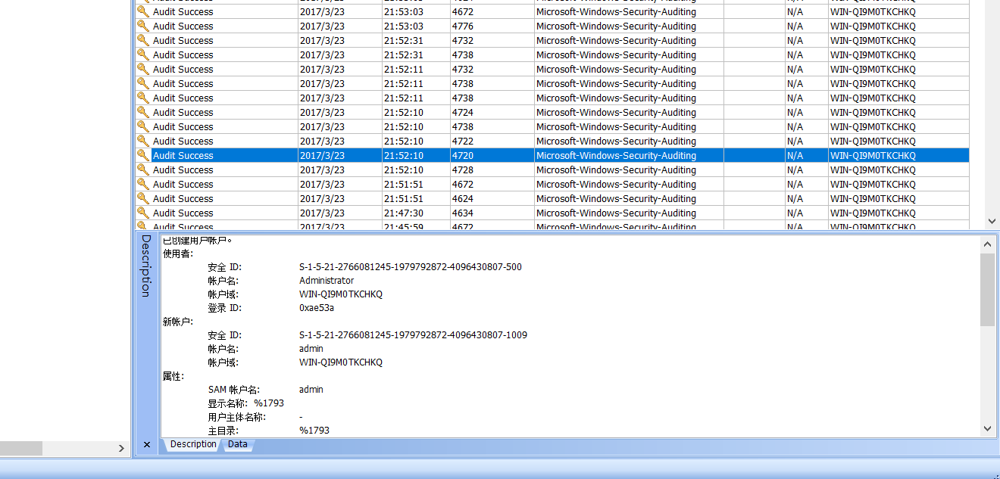 Audit Success 2017/3/23 21:53:03 4672 Microsoft-Windows-Security-Auditing N/A WIN-QI9M0TKCHKQ
Audit Success 2017/3/23 21:53:03 4776 Microsoft-Windows-Security-Auditing N/A WIN-QI9M0TKCHKQ
Audit Success 2017/3/23 21:52:31 4732 Microsoft-Windows-Security-Auditing N/A WIN-QI9M0TKCHKQ
Audit Success 2017/3/23 21:52:31 4738 Microsoft-Windows-Security-Auditing N/A WIN-QI9M0TKCHKQ
Audit Success 2017/3/23 21:52:11 4732 Microsoft-Windows-Security-Auditing N/A WIN-QI9M0TKCHKQ
Audit Success 2017/3/23 21:52:11 4738 Microsoft-Windows-Security-Auditing N/A WIN-QI9M0TKCHKQ
Audit Success 2017/3/23 21:52:11 4738 Microsoft-Windows-Security-Auditing N/A WIN-QI9M0TKCHKQ
Audit Success 2017/3/23 21:52:10 4724 Microsoft-Windows-Security-Auditing N/A WIN-QI9M0TKCHKQ
Audit Success 2017/3/23 21:52:10 4738 Microsoft-Windows-Security-Auditing N/A WIN-QI9M0TKCHKQ
Audit Success 2017/3/23 21:52:10 4722 Microsoft-Windows-Security-Auditing N/A WIN-QI9M0TKCHKQ
Audit Success 2017/3/23 21:52:10 4720 Microsoft-Windows-Security-Auditing N/A WIN-QI9M0TKCHKQ
Audit Success 2017/3/23 21:52:10 4728 Microsoft-Windows-Security-Auditing N/A WIN-QI9M0TKCHKQ
Audit Success 2017/3/23 21:51:51 4672 Microsoft-Windows-Security-Auditing N/A WIN-QI9M0TKCHKQ
Audit Success 2017/3/23 21:51:51 4624 Microsoft-Windows-Security-Auditing N/A WIN-QI9M0TKCHKQ
Audit Success 2017/3/23 21:47:30 4634 Microsoft-Windows-Security-Auditing N/A WIN-QI9M0TKCHKQ
Audit Success 2017/3/23 21:45:59 4672 Microsoft-Windows-Security-Auditing N/A WIN-QI9M0TKCHKQ
Description
已创建用户帐户。
使用者:
安全 ID: S-1-5-21-2766081245-1979792872-4096430807-500
帐户名: Administrator
帐户域: WIN-QI9M0TKCHKQ
登录 ID: 0xae53a
新帐户:
安全 ID: S-1-5-21-2766081245-1979792872-4096430807-1009
帐户名: admin
帐户域: WIN-QI9M0TKCHKQ
属性:
SAM 帐户名: admin
显示名称: %1793
用户主体名称: -
主目录: %1793
Description Data